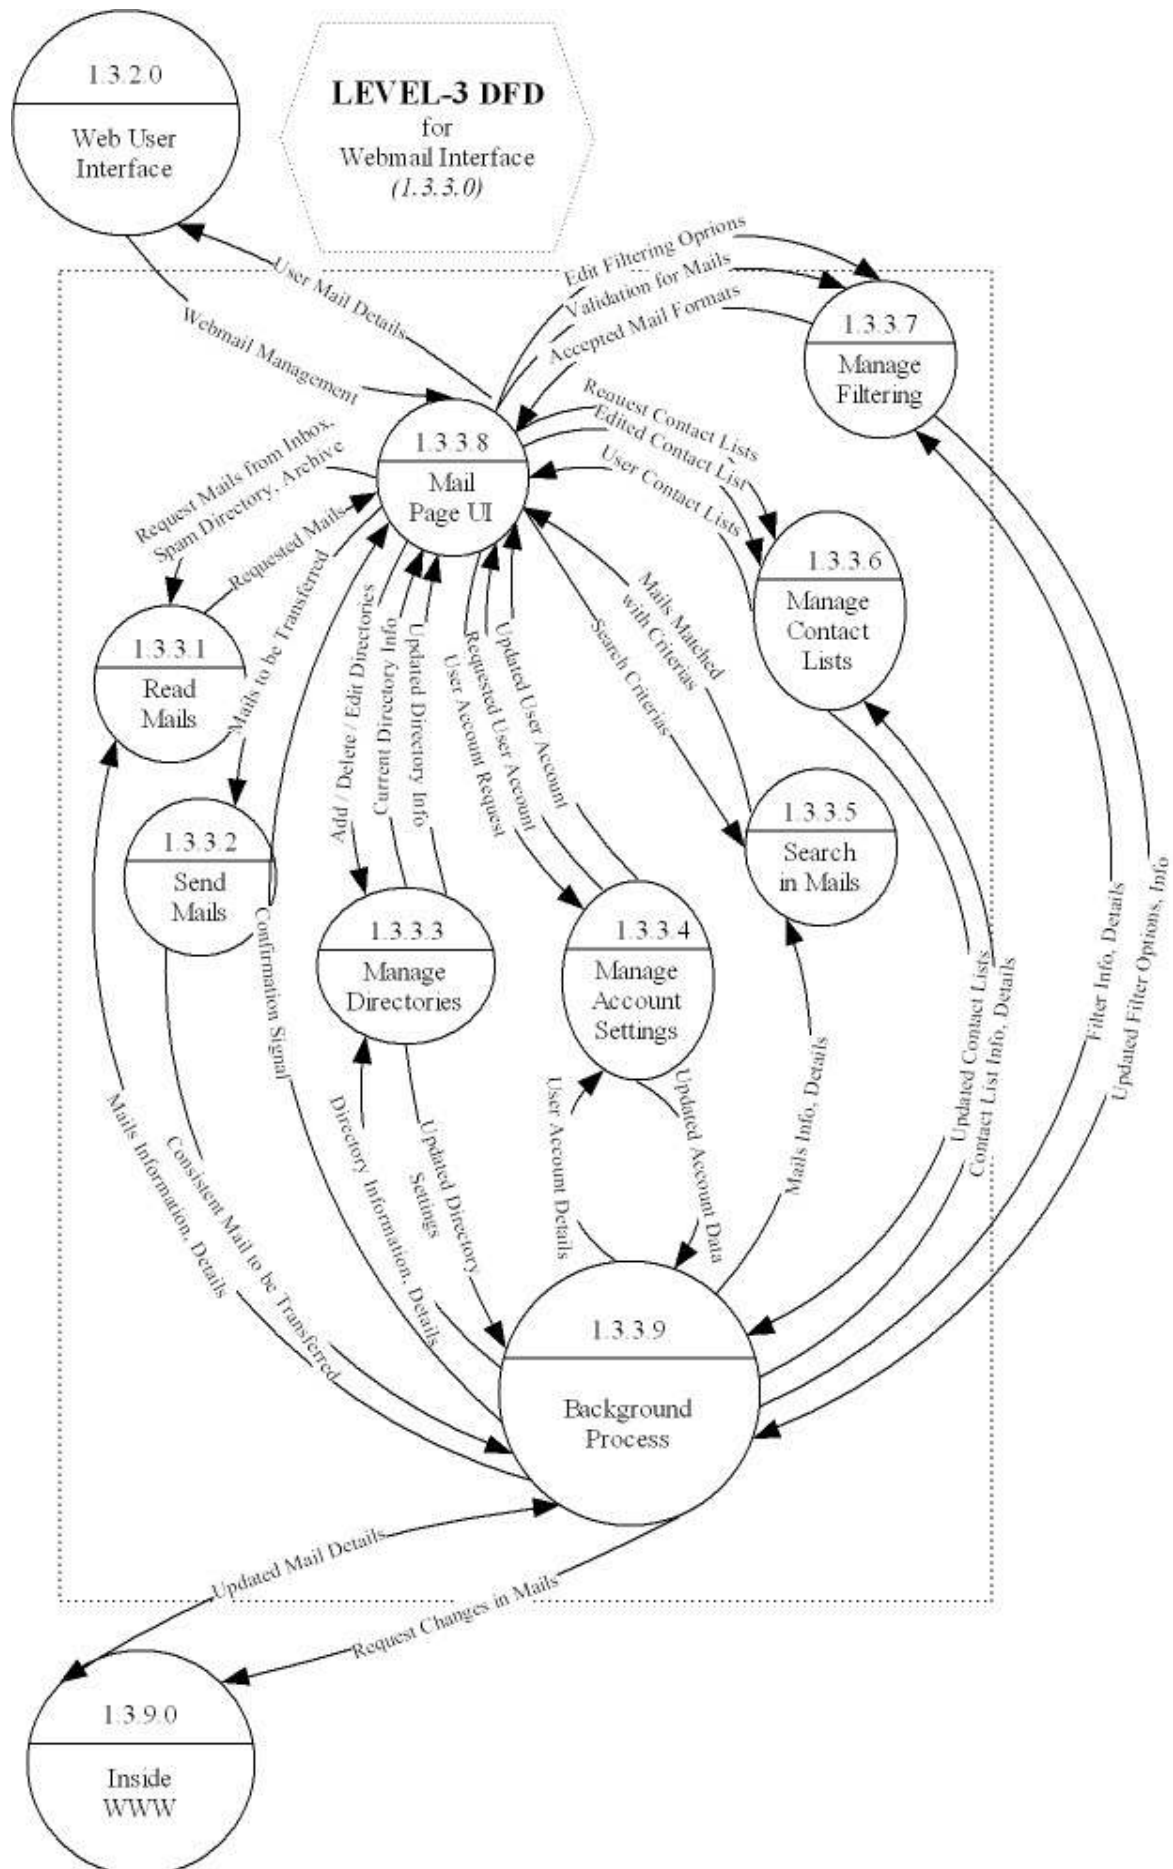 1.3.2.0
Web User
Interface
LEVEL-3 DFD
for
Webmail Interface
(1.3.3.0)
User Mail Details
Webmail Management
Edit Filtering Oprions
Validation for Mails
Accepted Mail Formats
1.3.3.7
Manage
Filtering
Request Contact Lists
Edited Contact List
User Contact Lists
1.3.3.8
Mail
Page UI
Request Mails from Inbox,
Spam Directory, Archive
Requested Mails
Mails to be Transferred
1.3.3.6
Manage
Contact
Lists
1.3.3.1
Read
Mails
Add / Delete / Edit Directories
Current Directory Info
Updated Directory Info
User Account Request
Requested User Account
Updated User Account
Search Criterias
Mails Matched
with Criterias
1.3.3.5
Search
in Mails
1.3.3.2
Send
Mails
Confirmation Signal
1.3.3.3
Manage
Directories
1.3.3.4
Manage
Account
Settings
Updated Contact Lists
Contact List Info, Details
Filter Info, Details
Updated Filter Options, Info
Mails Information, Details
Consistent Mail to be Transferred
Directory Information, Details
Updated Directory
Settings
User Account Details
Updated Account Data
Mails Info, Details
1.3.3.9
Background
Process
Updated Mail Details
Request Changes in Mails
1.3.9.0
Inside
WWW